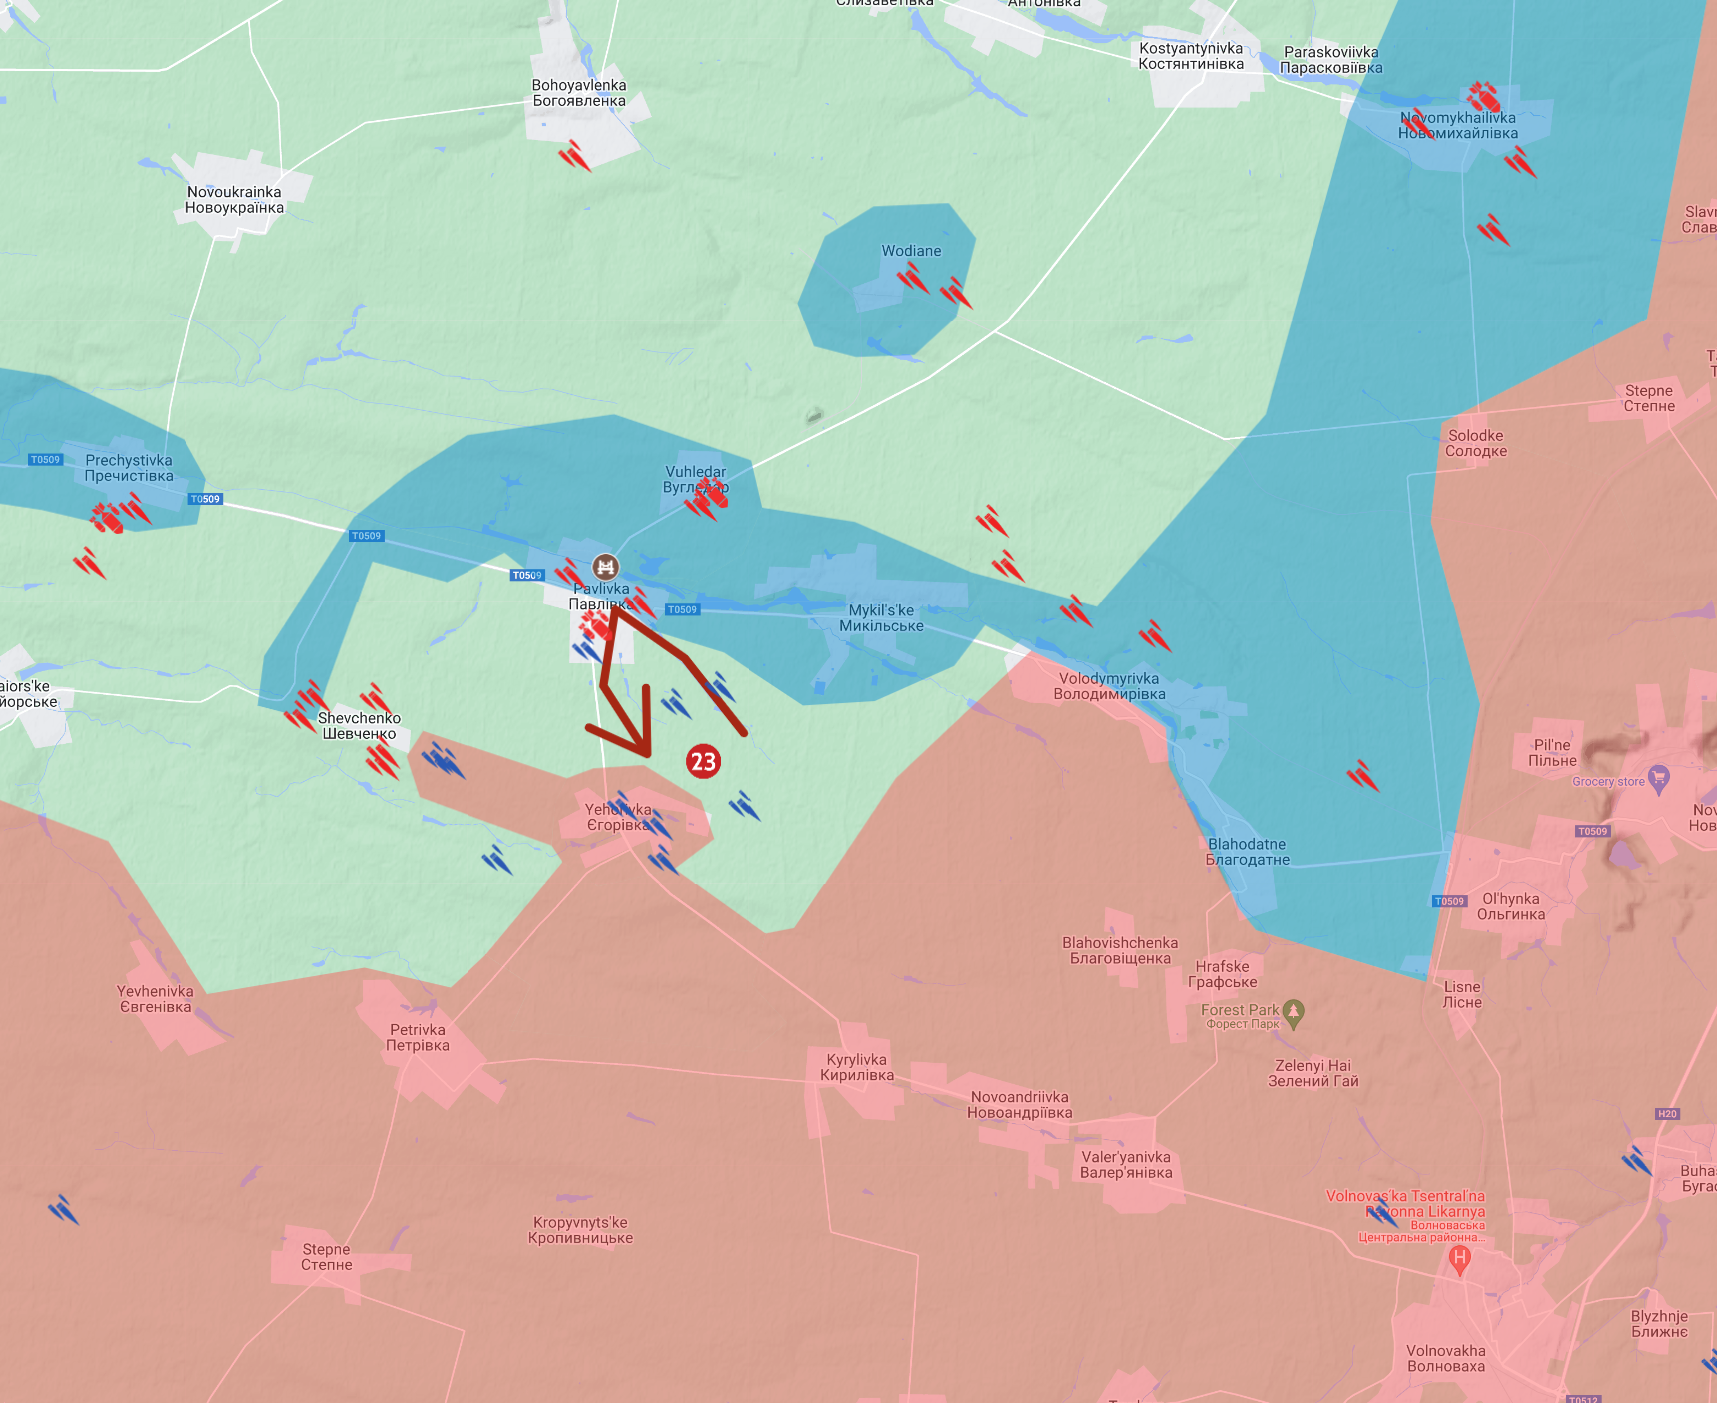 Єлизаветівка
Антонівка
Kostyantynivka
Костянтинівка
Paraskoviivka
Парасковіївка
Bohoyavlenka
Богоявленка
Novomykhailivka
Новомихайлівка
Novoukrainka
Новоукраїнка
Slavn
Слав
Wodiane
Stepne
Степне
Solodke
Солодке
T0509
Prechystivka
Пречистівка
T0509
Vuhledar
Вугледар
T0509
T0509
Pavlivka
Павлівка
T0509
Mykil's'ke
Микільське
aiors'ke
йорське
Shevchenko
Шевченко
Volodymyrivka
Володимирівка
23
Pil'ne
Пільне
Grocery store
Nov
Нов
T0509
Yehorivka
Єгорівка
Blahodatne
Благодатне
T0509
Ol'hynka
Ольгинка
Blahovishchenka
Благовіщенка
Hrafske
Графське
Yevhenivka
Євгенівка
Lisne
Лісне
Forest Park
Форест Парк
Petrivka
Петрівка
Kyrylivka
Кирилівка
Zelenyi Hai
Зелений Гай
Novoandriivka
Новоандріївка
H20
Valer'yanivka
Валер'янівка
Buha
Бугас
Volnovas'ka Tsentral'na
Rayonna Likarnya
Волноваська
Центральна районна...
H
Kropyvnyts'ke
Кропивницьке
Stepne
Степне
Blyzhnje
Ближнє
Volnovakha
Волноваха
T0512